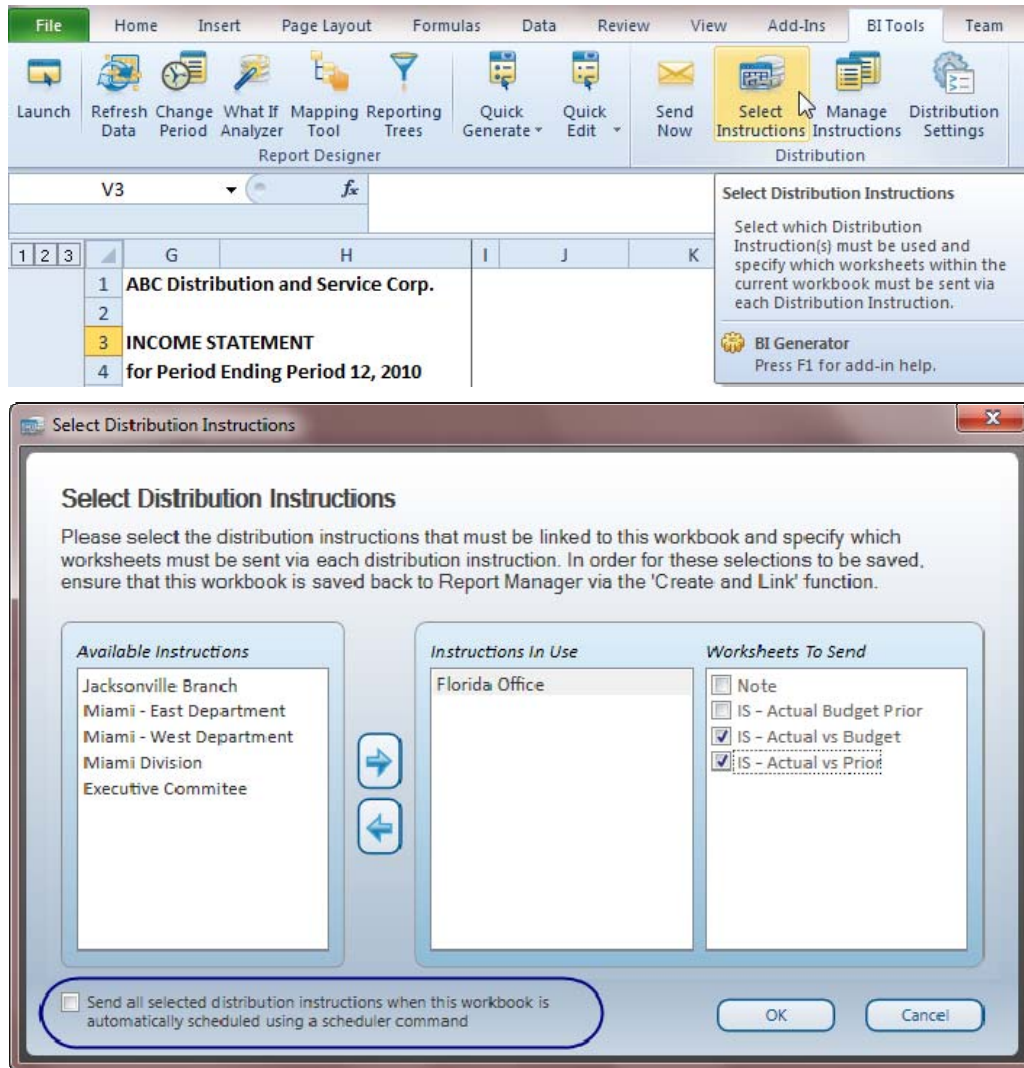 File Home Insert Page Layout Formulas Data Review View Add-Ins BI Tools Team
Launch Refresh Data Change Period What If Analyzer Mapping Tool Reporting Trees Quick Generate Quick Edit Send Now Select Instructions Manage Instructions Distribution Settings
Report Designer Distribution
V3 fx
Select Distribution Instructions
Select which Distribution
Instruction(s) must be used and
specify which worksheets within the
current workbook must be sent via
each Distribution Instruction.
BI Generator
Press F1 for add-in help.
1 2 3 G H I J K
1 ABC Distribution and Service Corp.
2
3 INCOME STATEMENT
4 for Period Ending Period 12, 2010
Select Distribution Instructions
Select Distribution Instructions
Please select the distribution instructions that must be linked to this workbook and specify which
worksheets must be sent via each distribution instruction. In order for these selections to be saved,
ensure that this workbook is saved back to Report Manager via the 'Create and Link' function.
Available Instructions
Jacksonville Branch
Miami - East Department
Miami - West Department
Miami Division
Executive Commitee
Instructions In Use
Florida Office
Worksheets To Send
Note
IS - Actual Budget Prior
IS - Actual vs Budget
IS - Actual vs Prior
Send all selected distribution instructions when this workbook is
automatically scheduled using a scheduler command
OK Cancel